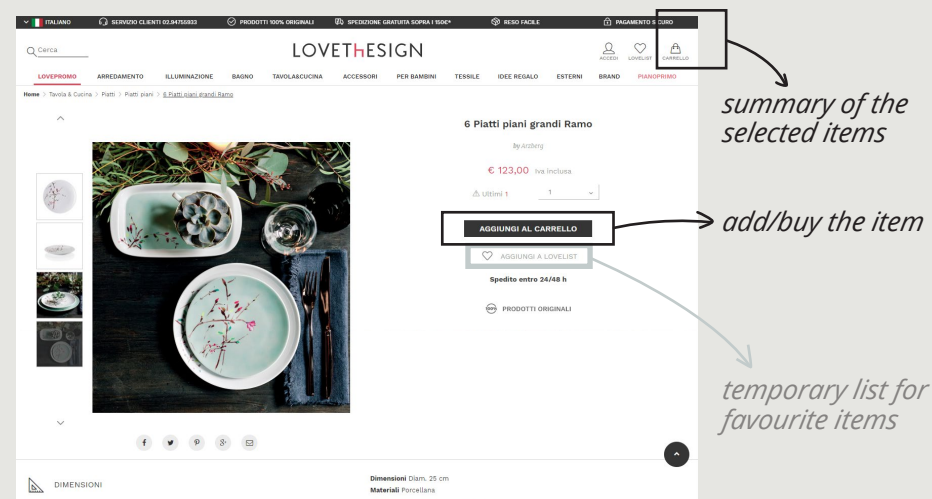 ITALIANO SERVIZIO CLIENTI 02.94755933 PRODOTTI 100% ORIGINALI SPEDIZIONE GRATUITA SOPRA I 150€* RESO FACILE PAGAMENTO SICURO
Cerca
LOVEThESIGN
ACCEDI LOVELIST CARRELLO
LOVEPROMO ARREDAMENTO ILLUMINAZIONE BAGNO TAVOLA&CUCINA ACCESSORI PER BAMBINI TESSILE IDEE REGALO ESTERNI BRAND PIANOPRIMO
Home > Tavola & Cucina > Piatti > Piatti piani > 6 Piatti piani grandi Ramo
summary of the
selected items
6 Piatti piani grandi Ramo
by Arzberg
€ 123,00 Iva Inclusa
Ultimi 1 1
AGGIUNGI AL CARRELLO
add/buy the item
AGGIUNGI A LOVELIST
Spedito entro 24/48 h
100% PRODOTTI ORIGINALI
temporary list for
favourite items
DIMENSIONI
Dimensioni Diam. 25 cm
Materiali Porcellana